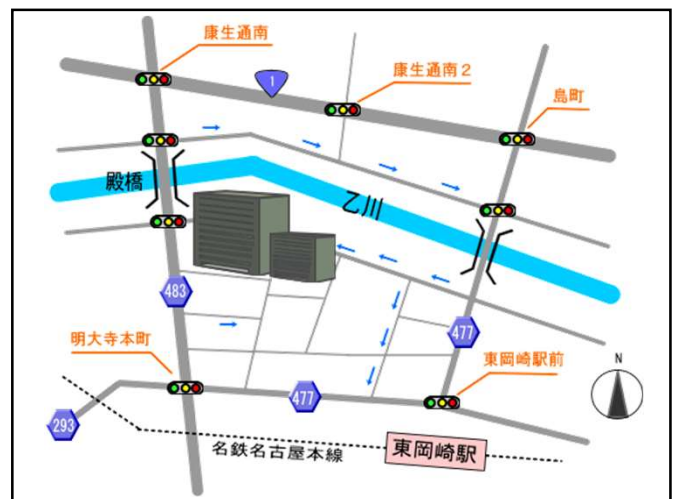 康生通南
1
康生通南2
島町
殿橋
乙川
483
477
明大寺本町
東岡崎駅前
N
477
293
名鉄名古屋本線
東岡崎駅